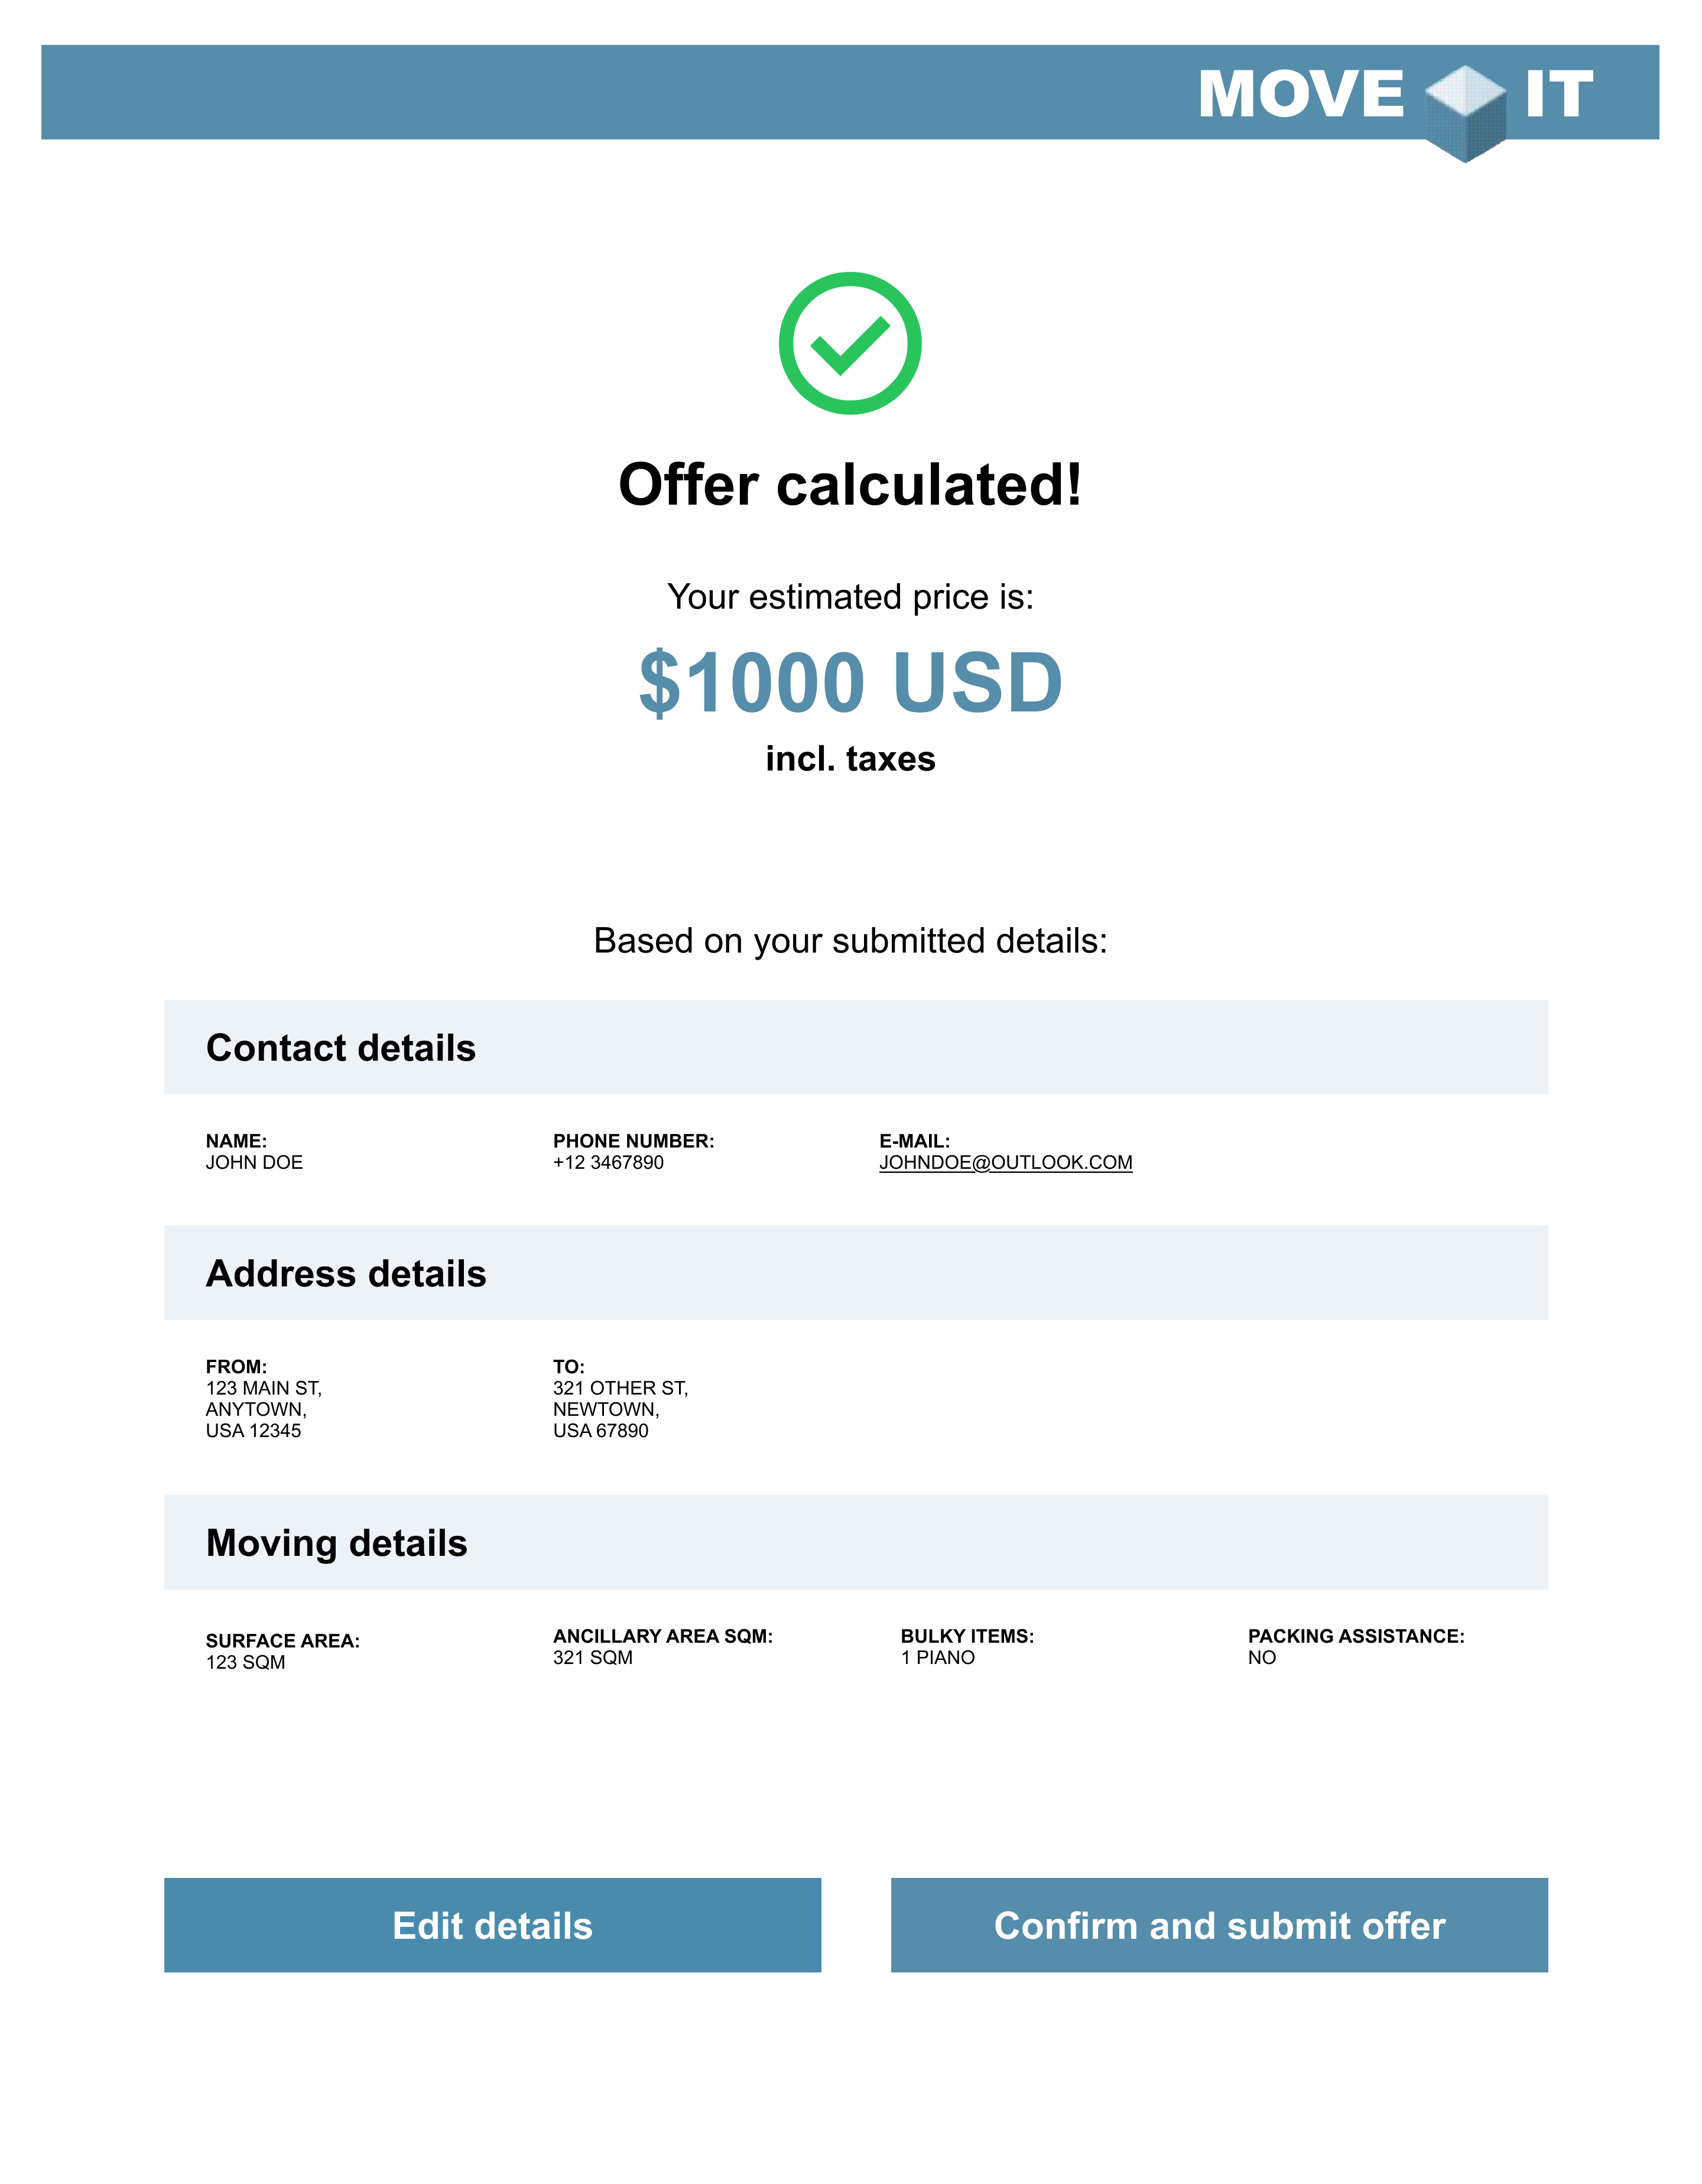 MOVE IT
Offer calculated!
Your estimated price is:
$1000 USD
incl. taxes
Based on your submitted details:
Contact details
NAME: PHONE NUMBER: E-MAIL:
JOHN DOE +12 3467890 JOHNDOE@OUTLOOK.COM
Address details
FROM: TO:
123 MAIN ST, 321 OTHER ST,
ANYTOWN, NEWTOWN,
USA 12345 USA 67890
Moving details
SURFACE AREA: ANCILLARY AREA SQM: BULKY ITEMS: PACKING ASSISTANCE:
123 SQM 321 SQM 1 PIANO NO
Edit details Confirm and submit offer